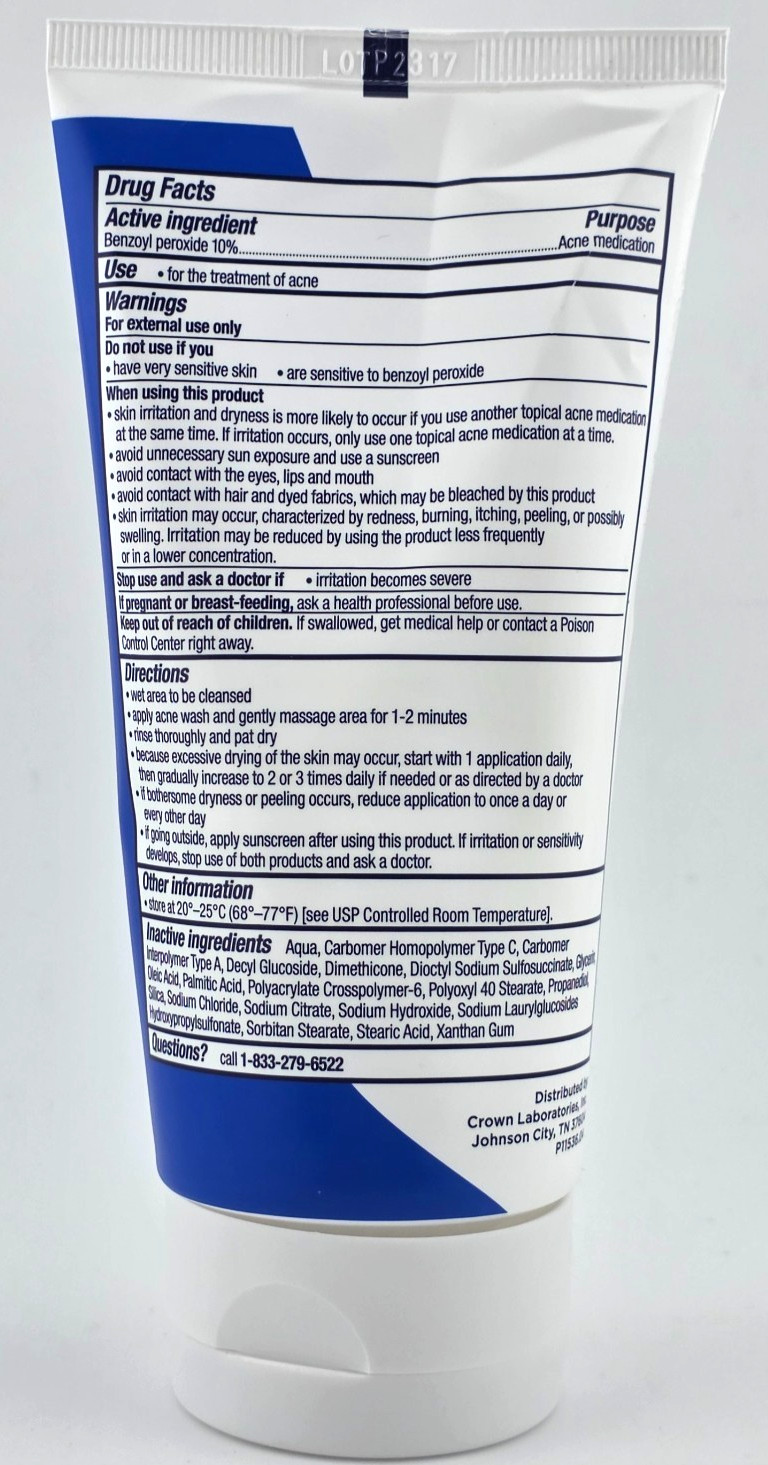 LOTP2317
Drug Facts
Active ingredient Purpose
Benzoyl peroxide 10%............................................................Acne medication
Use • for the treatment of acne
Warnings
For external use only
Do not use if you
• have very sensitive skin • are sensitive to benzoyl peroxide
When using this product
• skin irritation and dryness is more likely to occur if you use another topical acne medication
at the same time. If irritation occurs, only use one topical acne medication at a time.
• avoid unnecessary sun exposure and use a sunscreen
• avoid contact with the eyes, lips and mouth
• avoid contact with hair and dyed fabrics, which may be bleached by this product
• skin irritation may occur, characterized by redness, burning, itching, peeling, or possibly
swelling. Irritation may be reduced by using the product less frequently
or in a lower concentration.
Stop use and ask a doctor if • irritation becomes severe
If pregnant or breast-feeding, ask a health professional before use.
Keep out of reach of children. If swallowed, get medical help or contact a Poison
Control Center right away.
Directions
• wet area to be cleansed
• apply acne wash and gently massage area for 1-2 minutes
• rinse thoroughly and pat dry
• because excessive drying of the skin may occur, start with 1 application daily,
then gradually increase to 2 or 3 times daily if needed or as directed by a doctor
• if bothersome dryness or peeling occurs, reduce application to once a day or
every other day
• if going outside, apply sunscreen after using this product. If irritation or sensitivity
develops, stop use of both products and ask a doctor.
Other information
• store at 20°–25°C (68°–77°F) [see USP Controlled Room Temperature].
Inactive ingredients Aqua, Carbomer Homopolymer Type C, Carbomer
Interpolymer Type A, Decyl Glucoside, Dimethicone, Dioctyl Sodium Sulfosuccinate, Glycerin,
Oleic Acid, Palmitic Acid, Polyacrylate Crosspolymer-6, Polyoxyl 40 Stearate, Propanediol,
Silica, Sodium Chloride, Sodium Citrate, Sodium Hydroxide, Sodium Laurylglucosides
Hydroxypropylsulfonate, Sorbitan Stearate, Stearic Acid, Xanthan Gum
Questions? call 1-833-279-6522
Distributed
Crown Laboratories,
Johnson City, TN